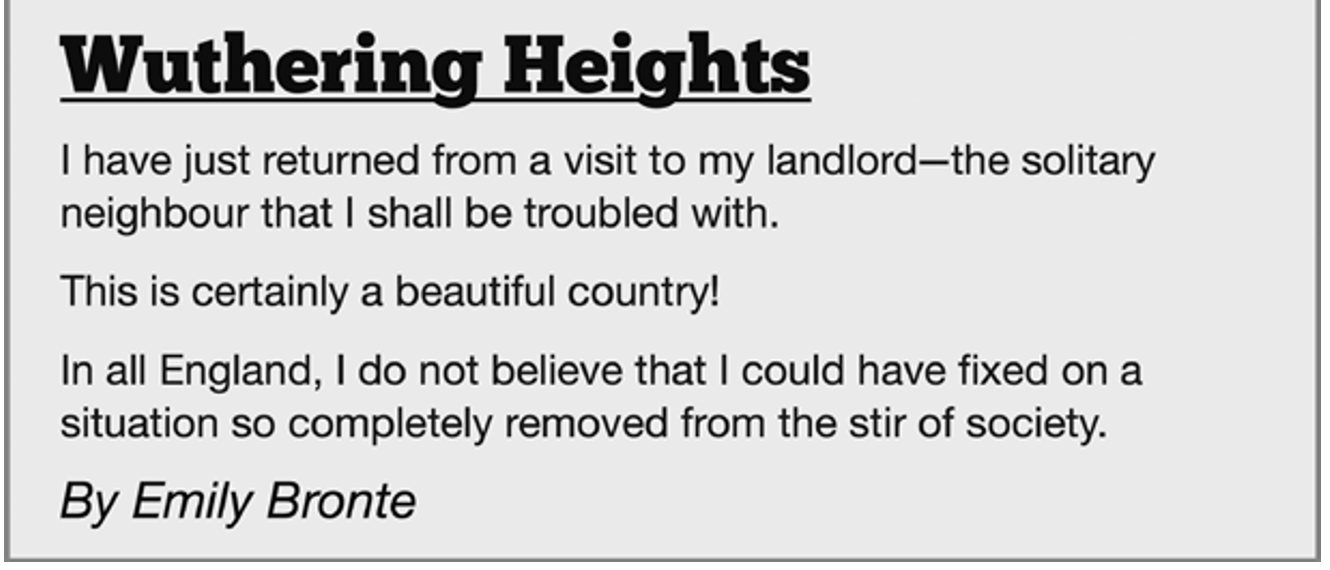 Wuthering Heights
I have just returned from a visit to my landlord—the solitary
neighbour that I shall be troubled with.
This is certainly a beautiful country!
In all England, I do not believe that I could have fixed on a
situation so completely removed from the stir of society.
By Emily Bronte